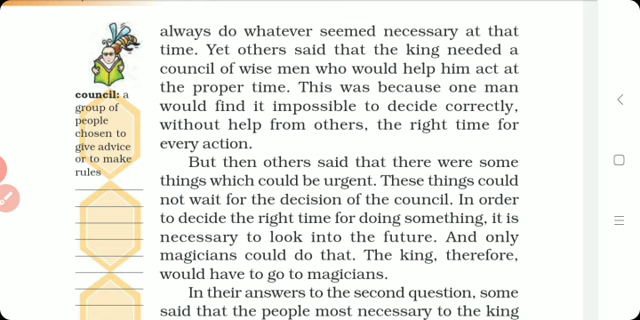 always do whatever seemed necessary at that
time. Yet others said that the king needed a
council of wise men who would help him act at
the proper time. This was because one man
would find it impossible to decide correctly,
without help from others, the right time for
every action.
But then others said that there were some
things which could be urgent. These things could
not wait for the decision of the council. In order
to decide the right time for doing something, it is
necessary to look into the future. And only
magicians could do that. The king, therefore,
would have to go to magicians.
In their answers to the second question, some
said that the people most necessary to the king
council: a
group of
people
chosen to
give advice
or to make
rules